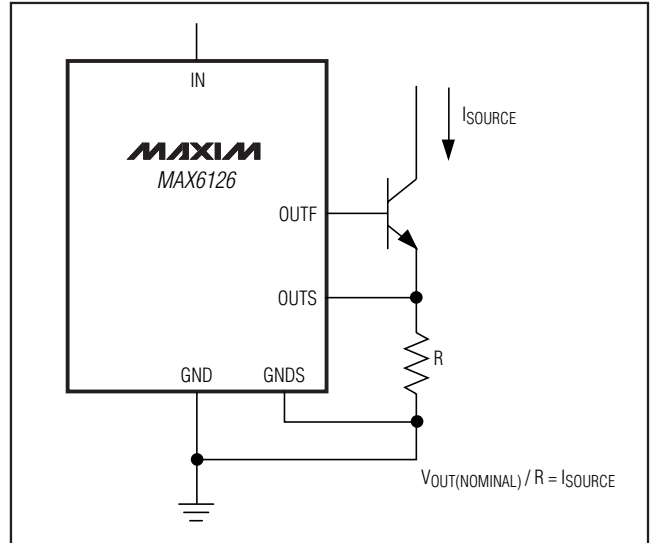 IN
ISOURCE
MAXIM
MAX6126
OUTF
OUTS
R
GND GNDS
VOUT(NOMINAL) / R = ISOURCE